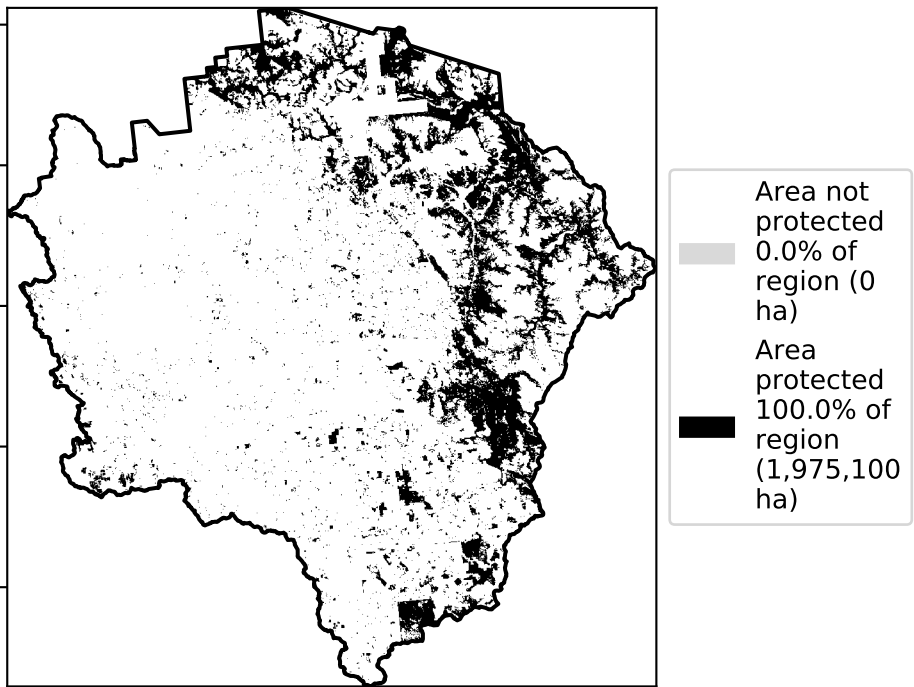 Area not
protected
0.0% of
region (0
ha)
Area
protected
100.0% of
region
(1,975,100
ha)